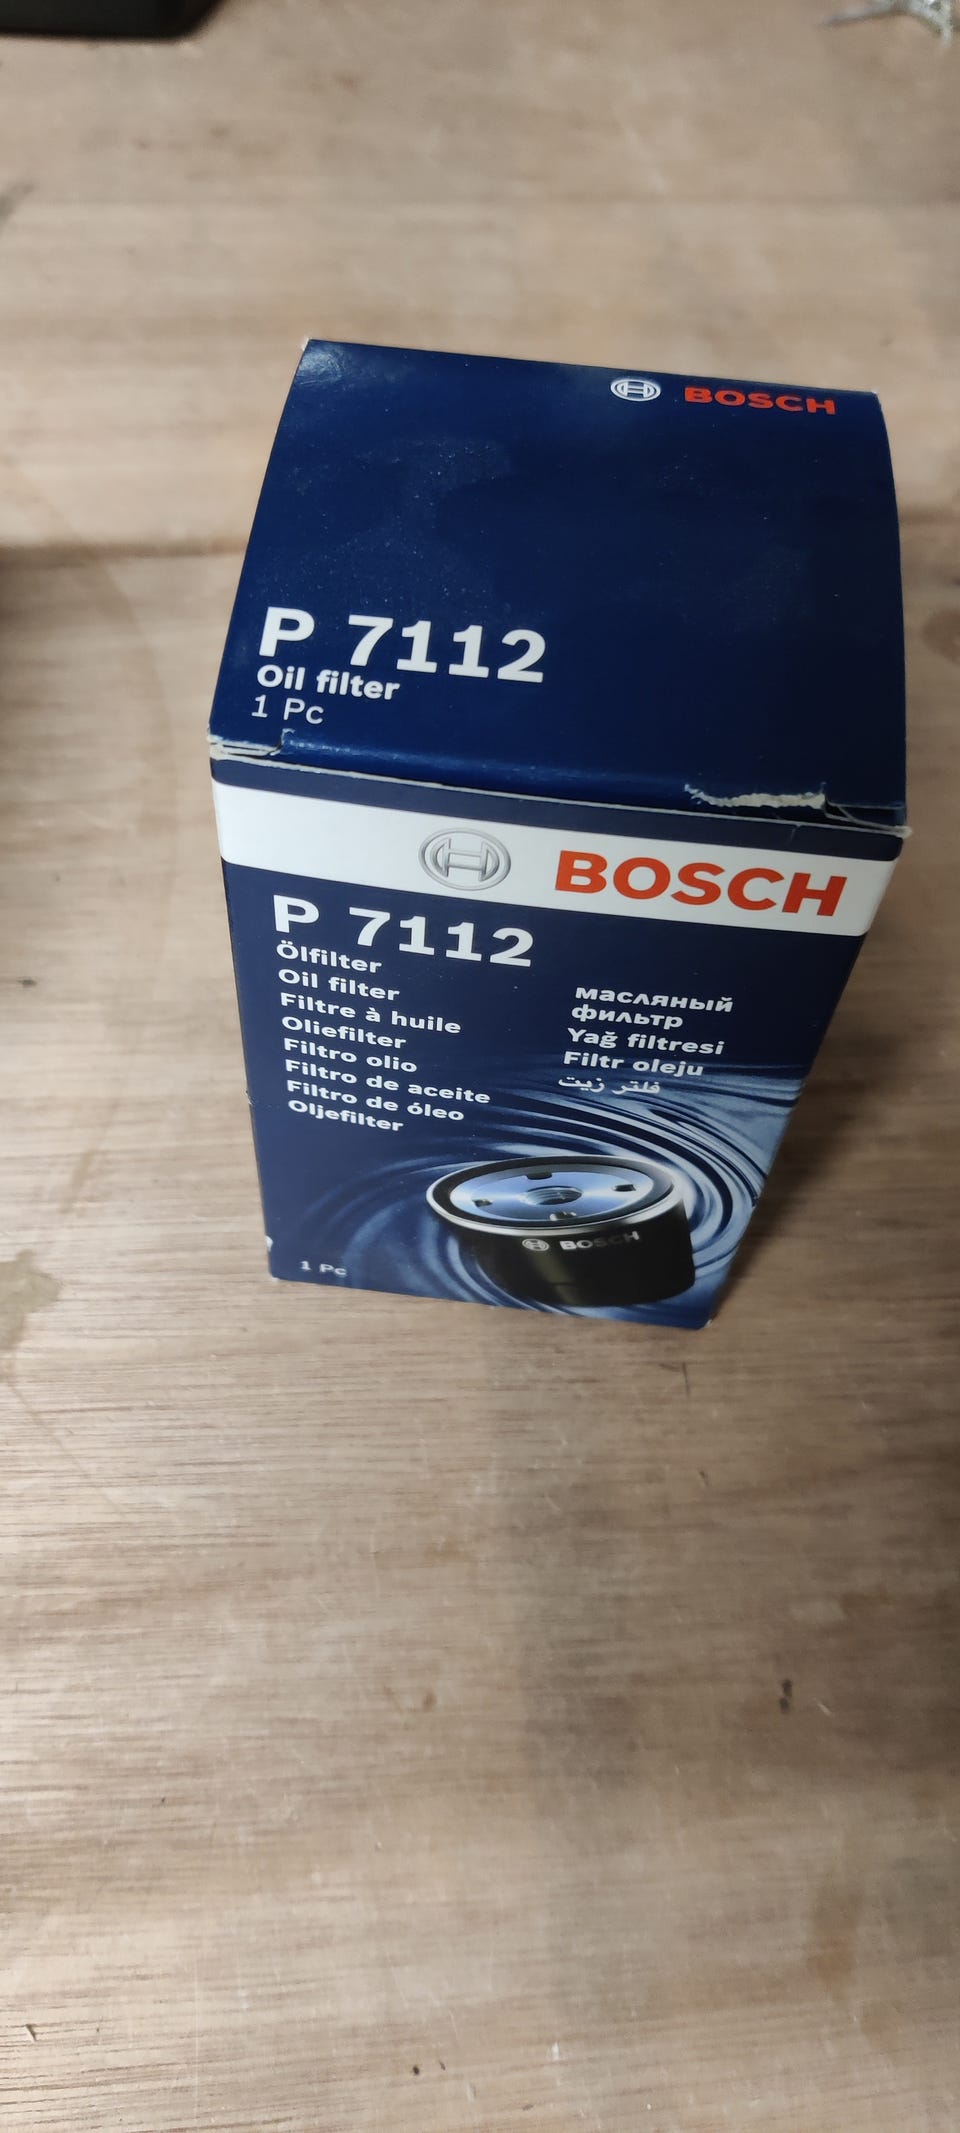 BOSCH
P 7112
Oil filter
1 Pc
BOSCH
P 7112
Ölfilter
Oil filter
Filtre à huile
Oliefilter
Filtro olio
Filtro de aceite
Filtro de óleo
Oljefilter
масляный
фильтр
Yağ filtresi
Filtr oleju
فلتر زيت
BOSCH
1 Pc